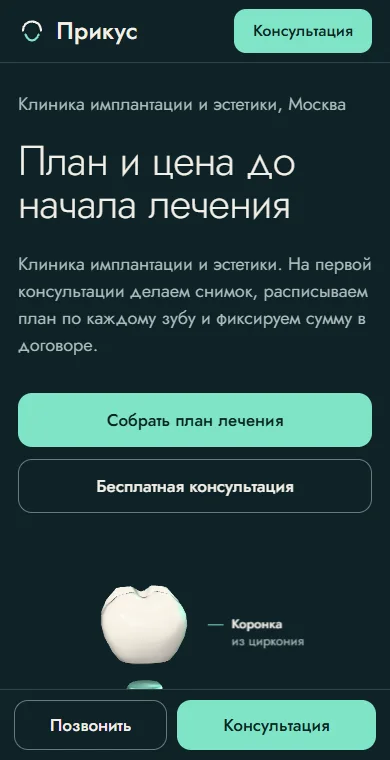 Прикус
Консультация
Клиника имплантации и эстетики, Москва
План и цена до
начала лечения
Клиника имплантации и эстетики. На первой
консультации делаем снимок, расписываем
план по каждому зубу и фиксируем сумму в
договоре.
Собрать план лечения
Бесплатная консультация
Коронка
из циркония
Позвонить
Консультация